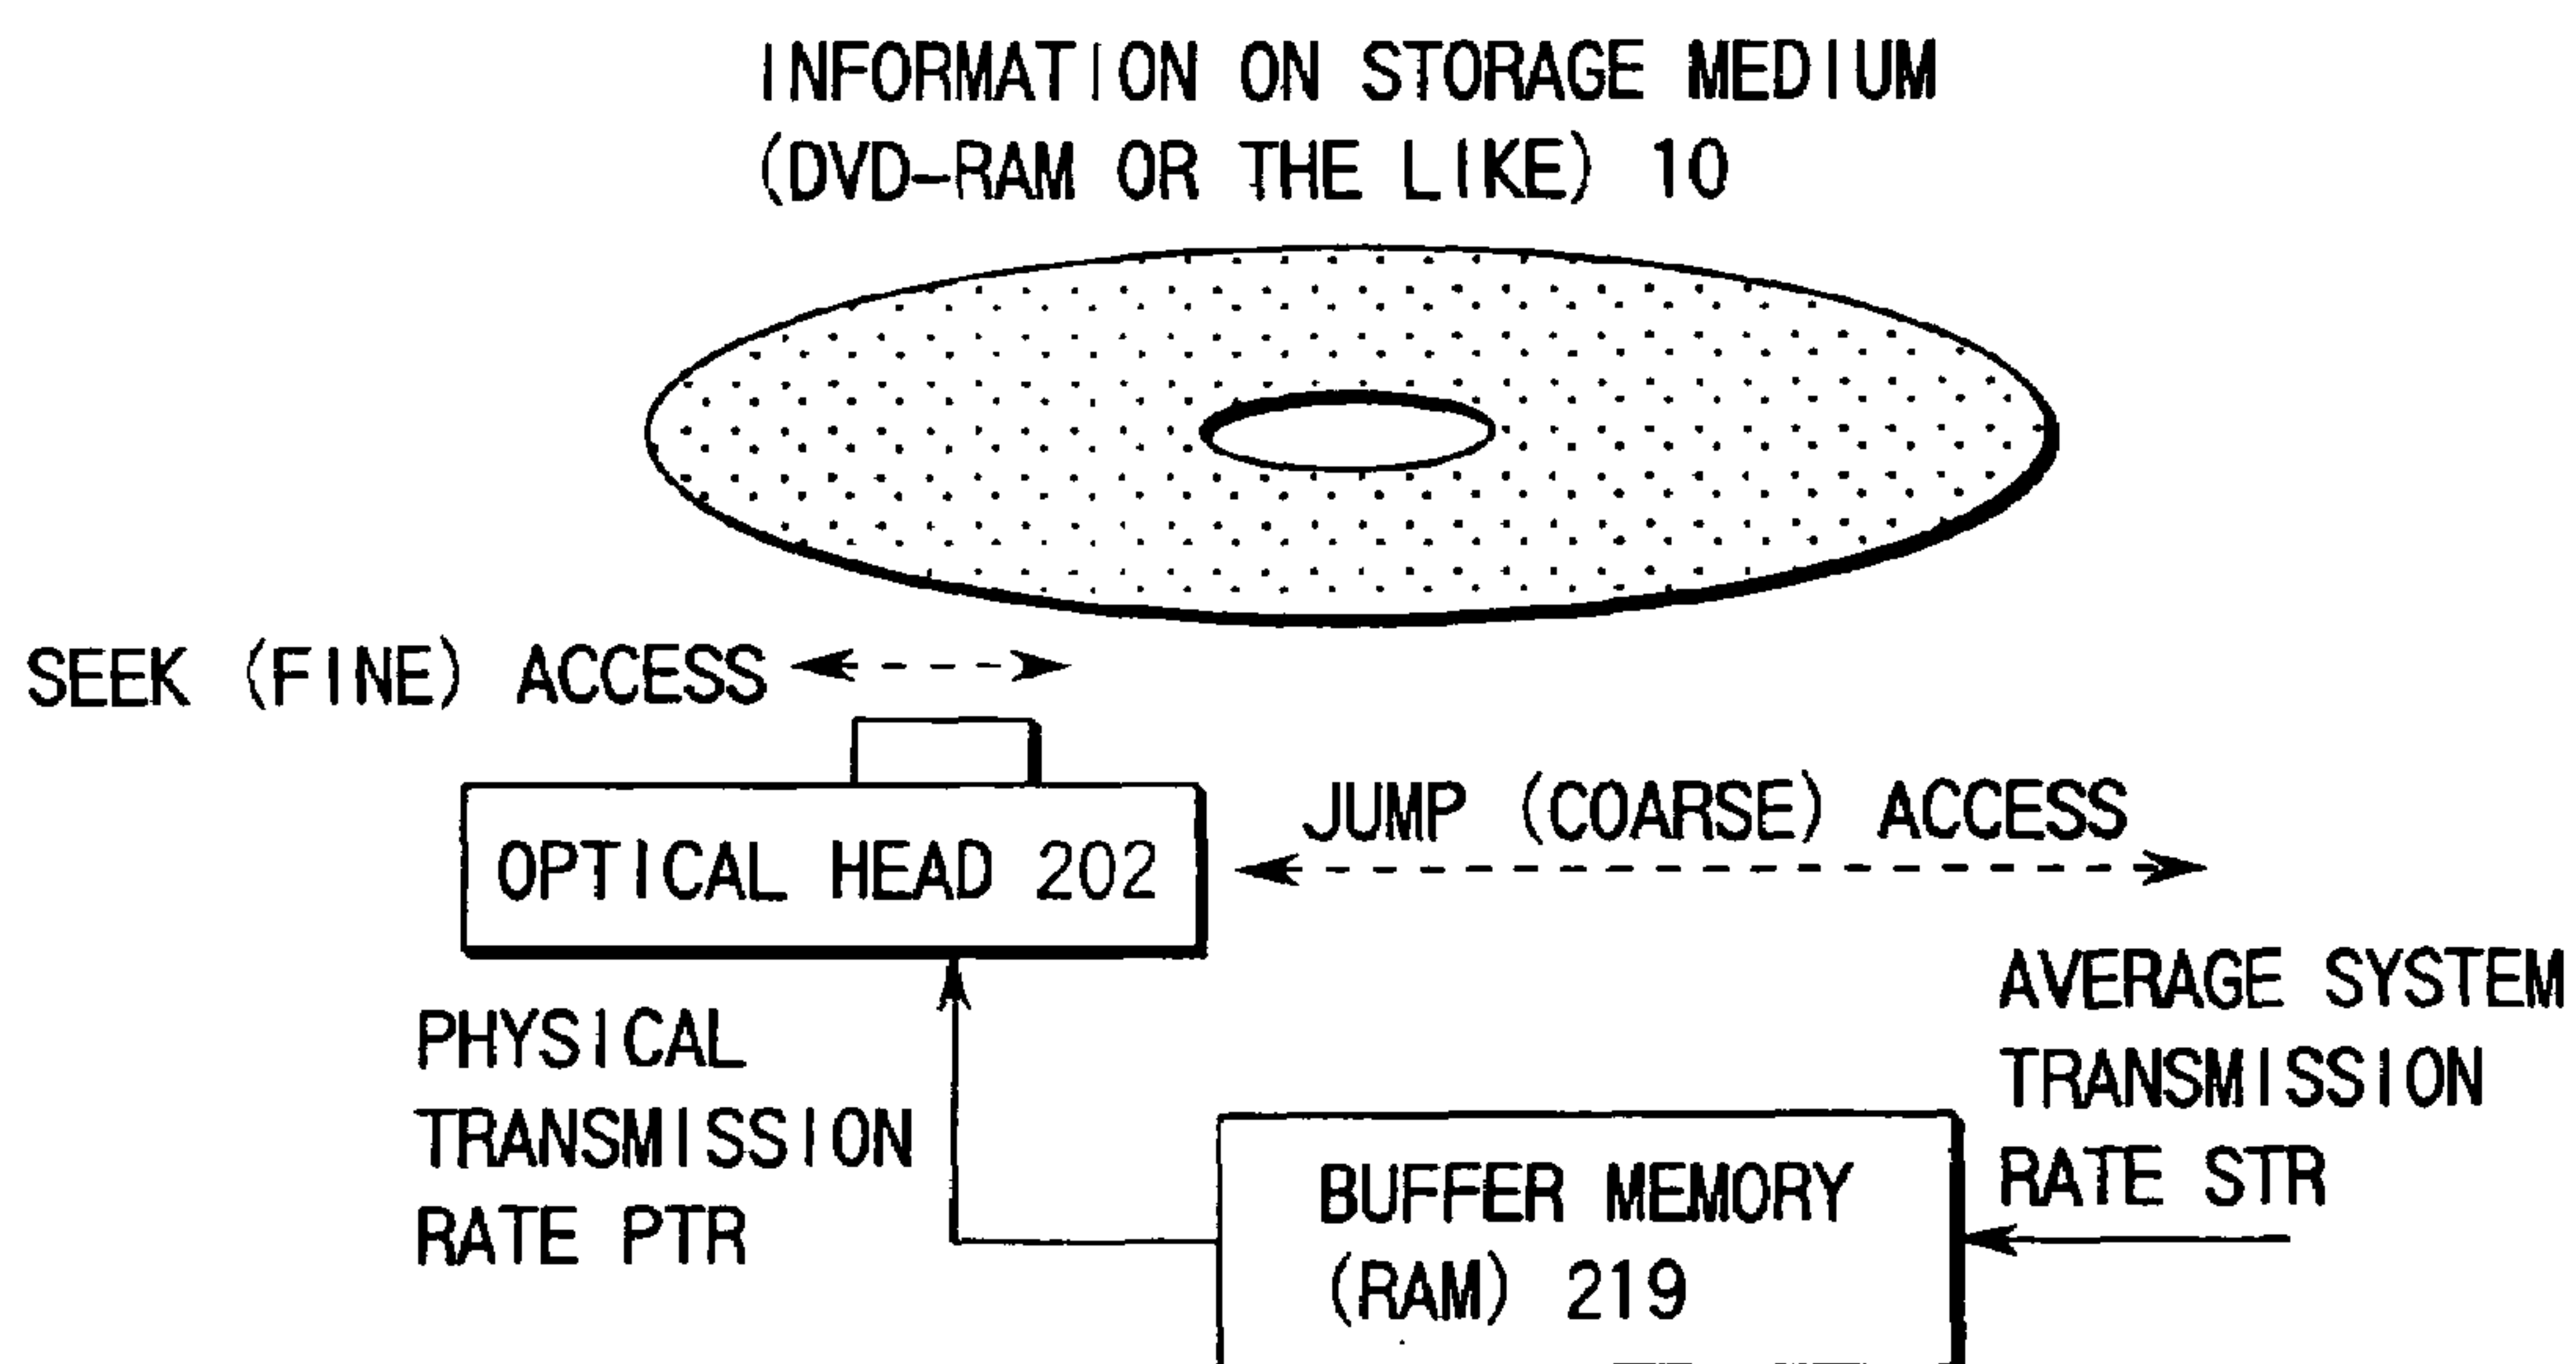 INFORMATION ON STORAGE MEDIUM
(DVD-RAM OR THE LIKE) 10
SEEK (FINE) ACCESS
JUMP (COARSE) ACCESS
OPTICAL HEAD 202
PHYSICAL
TRANSMISSION
RATE PTR
AVERAGE SYSTEM
TRANSMISSION
RATE STR
BUFFER MEMORY
(RAM) 219